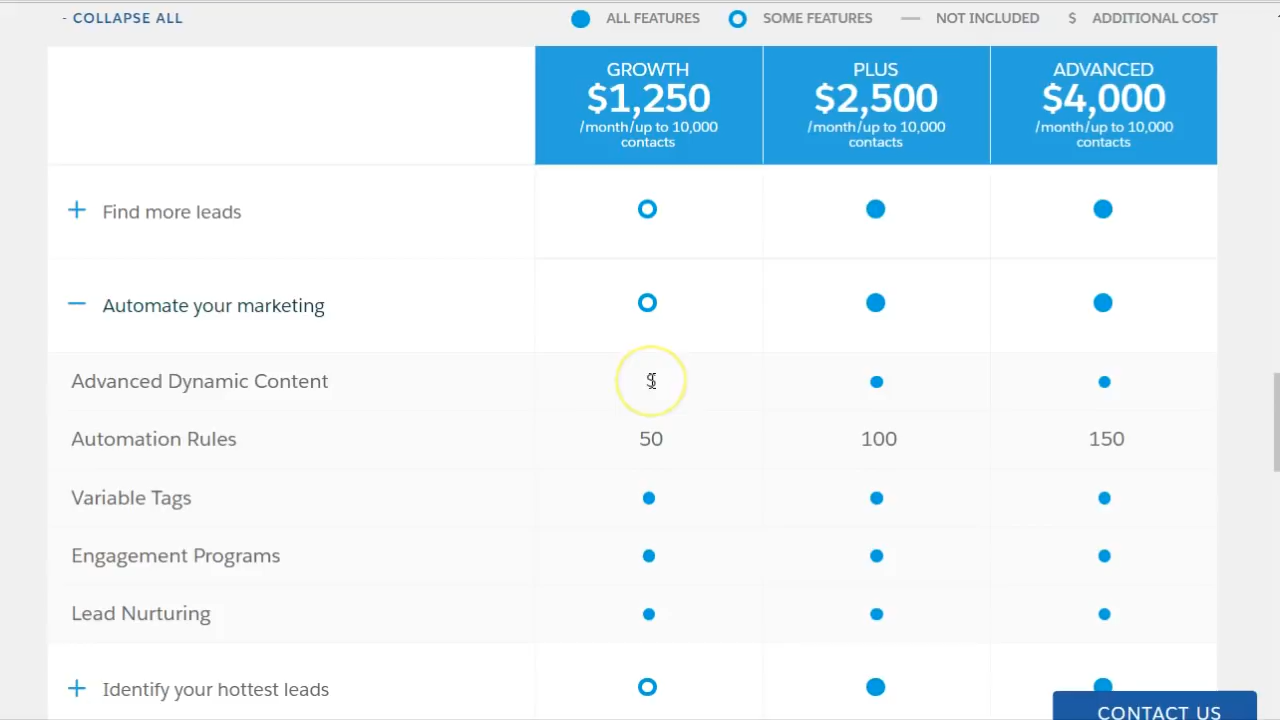 - COLLAPSE ALL
ALL FEATURES
SOME FEATURES
— NOT INCLUDED
$ ADDITIONAL COST
GROWTH
$1,250
/month/up to 10,000
contacts
PLUS
$2,500
/month/up to 10,000
contacts
ADVANCED
$4,000
/month/up to 10,000
contacts
+ Find more leads
− Automate your marketing
Advanced Dynamic Content $
Automation Rules 50 100 150
Variable Tags
Engagement Programs
Lead Nurturing
+ Identify your hottest leads
CONTACT US